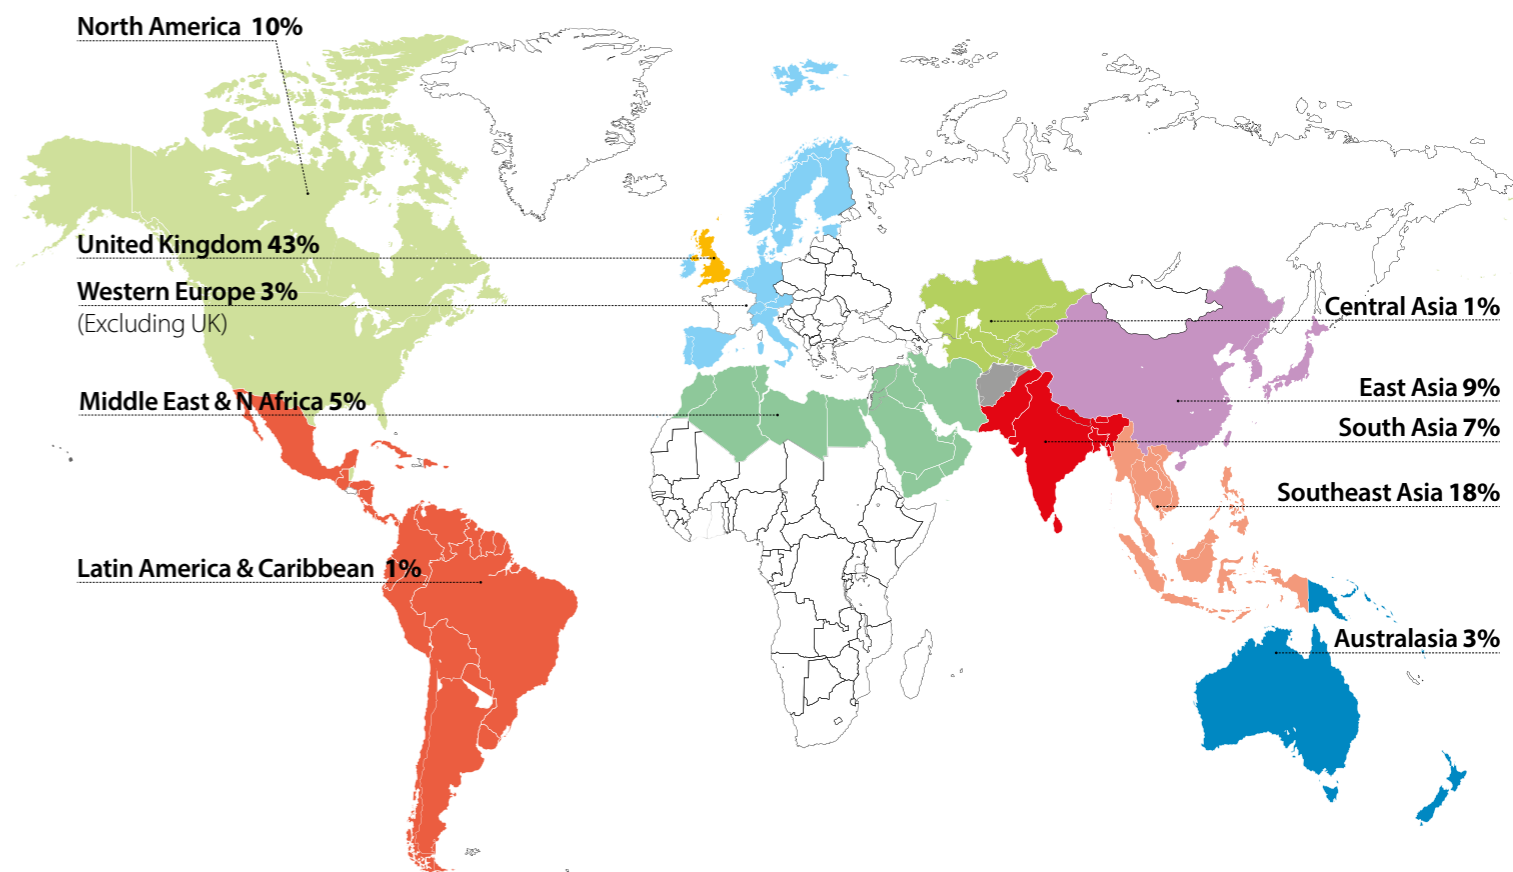 North America 10%
United Kingdom 43%
Western Europe 3%
(Excluding UK)
Middle East & N Africa 5%
Latin America & Caribbean 1%
Central Asia 1%
East Asia 9%
South Asia 7%
Southeast Asia 18%
Australasia 3%